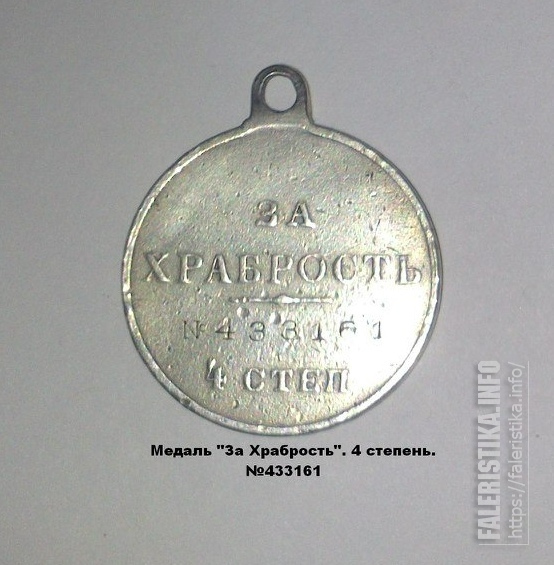 ЗА
ХРАБРОСТЬ
№433161
4 СТЕП
Медаль "За Храбрость". 4 степень.
№433161
FALERISTIKA.INFO
https://faleristika.info/